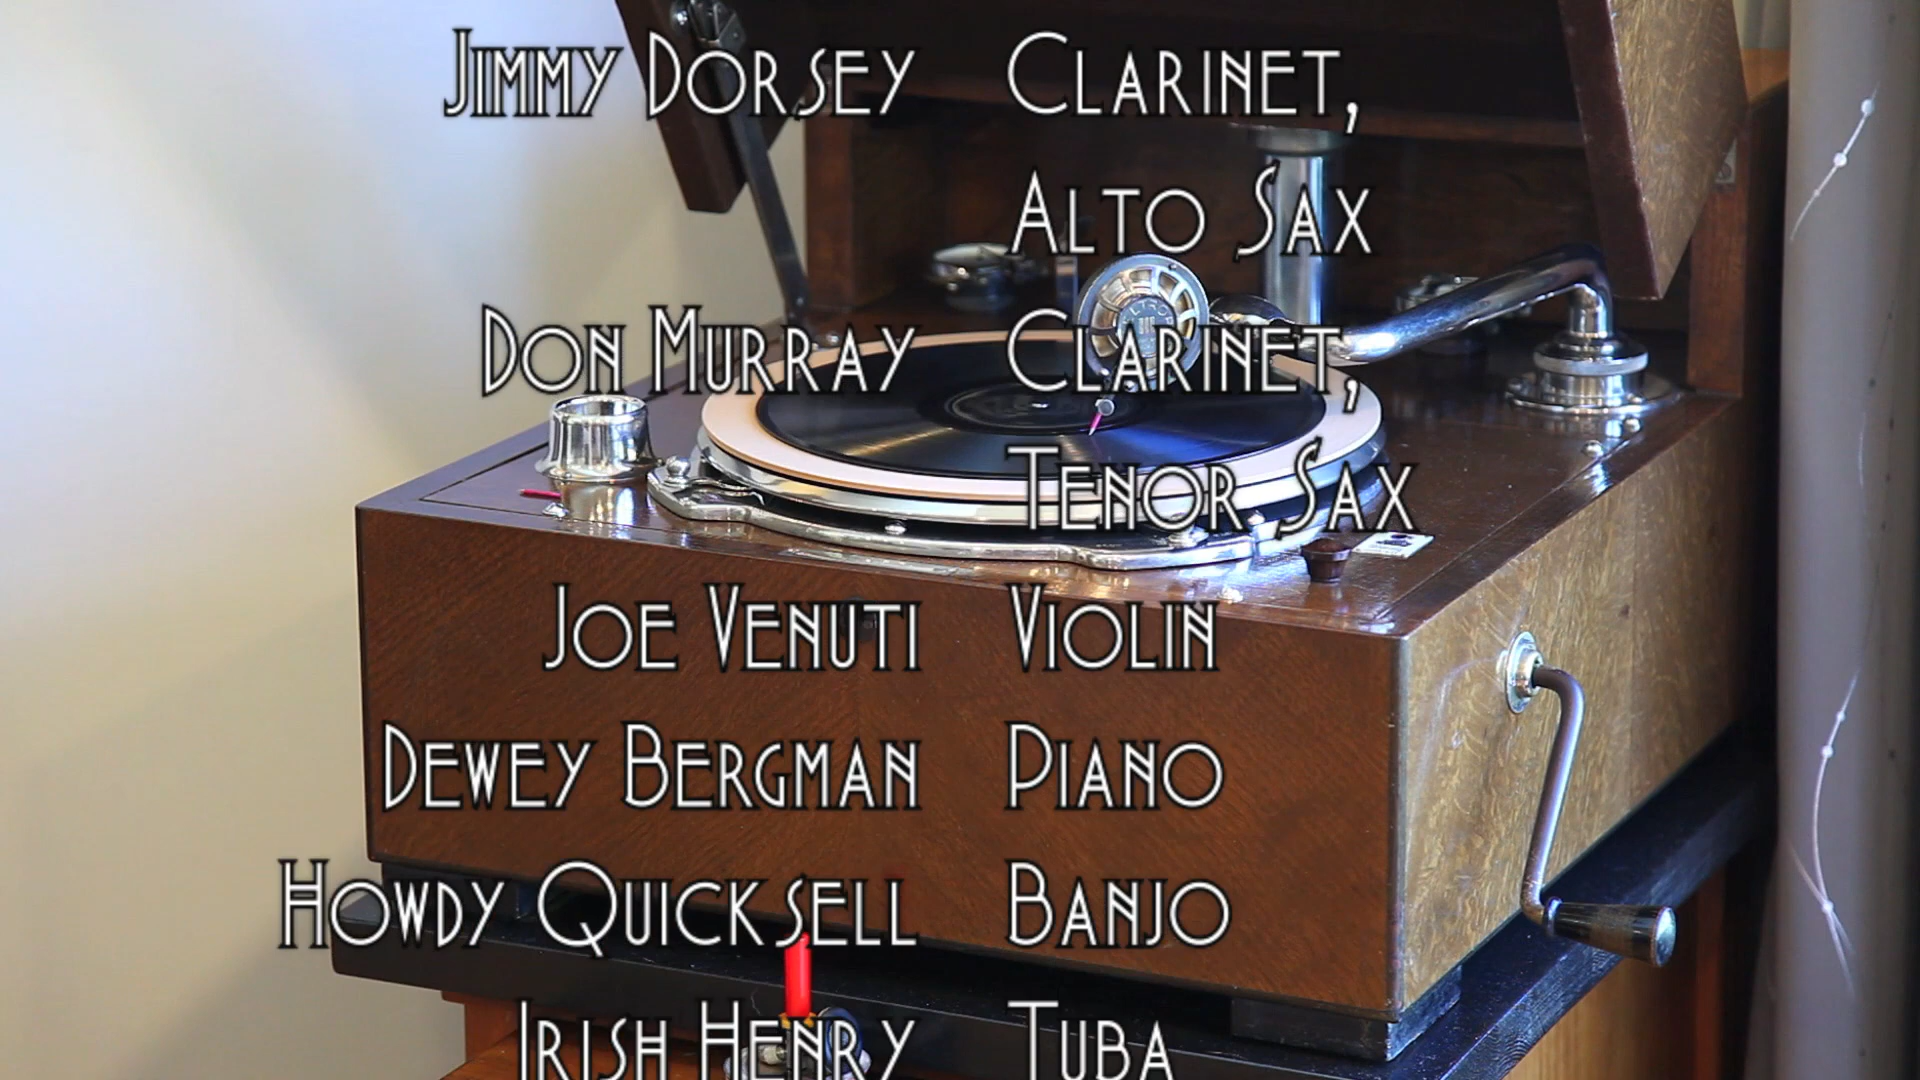 Jimmy Dorsey Clarinet,
Alto Sax
Don Murray Clarinet,
Tenor Sax
Joe Venuti Violin
Dewey Bergman Piano
Howdy Quicksell Banjo
Irish Henry Tuba